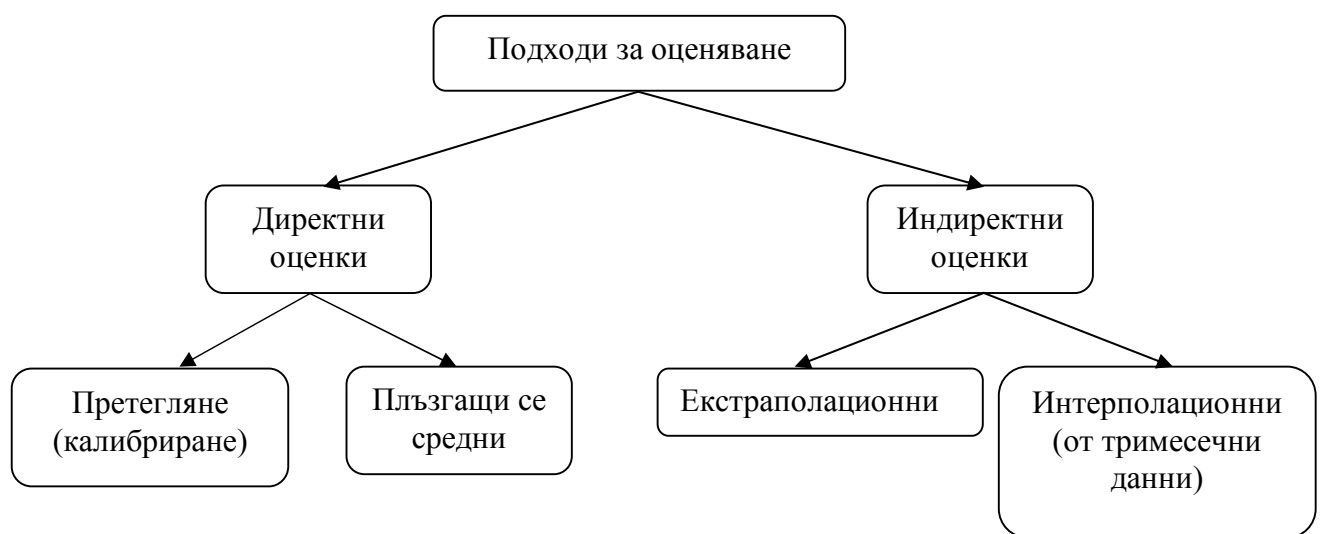 Подходи за оценяване
Директни
оценки
Индиректни
оценки
Претегляне
(калибриране)
Плъзгащи се
средни
Екстраполационни
Интерполационни
(от тримесечни
данни)